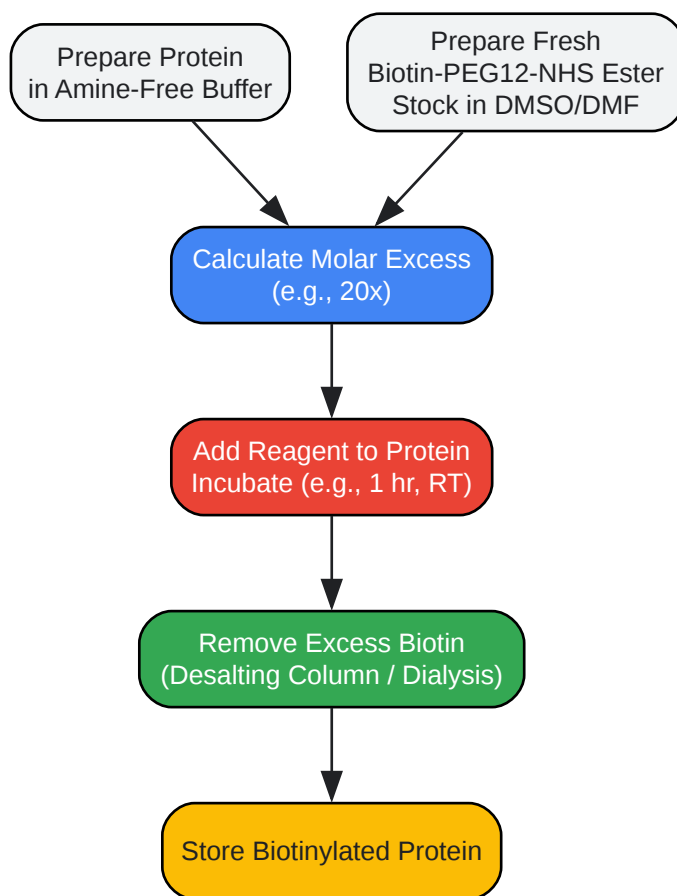 Prepare Protein
in Amine-Free Buffer
Prepare Fresh
Biotin-PEG12-NHS Ester
Stock in DMSO/DMF
Calculate Molar Excess
(e.g., 20x)
Add Reagent to Protein
Incubate (e.g., 1 hr, RT)
Remove Excess Biotin
(Desalting Column / Dialysis)
Store Biotinylated Protein